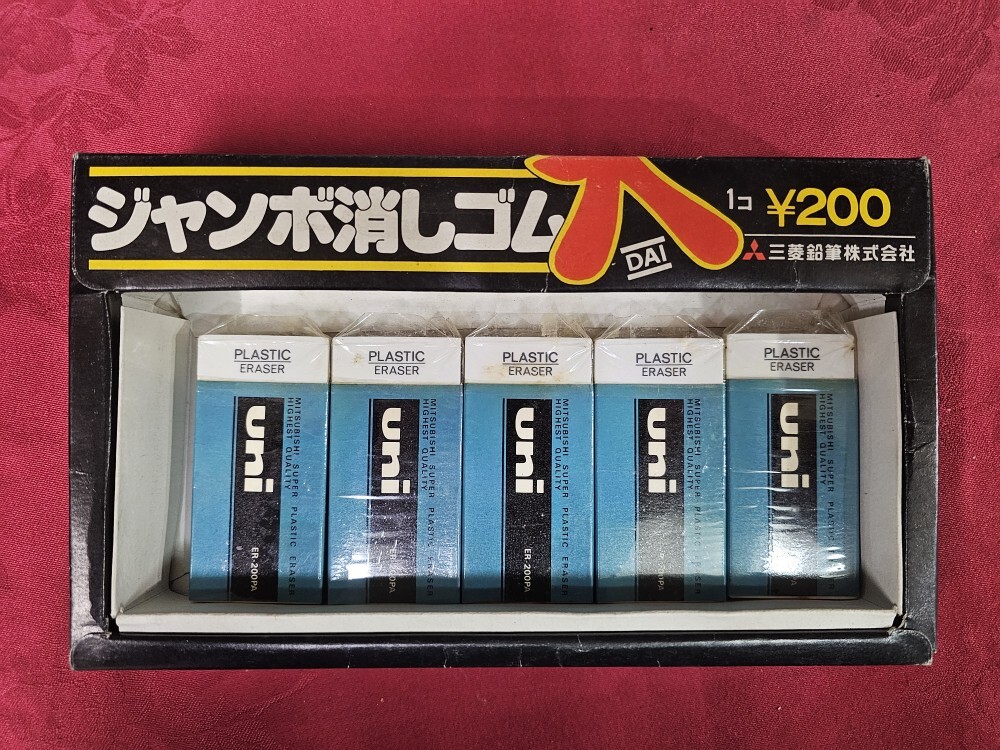 ジャンボ消しゴム
大
DAI
1コ ¥200
三菱鉛筆株式会社
PLASTIC
ERASER
uni
MITSUBISHI SUPER PLASTIC ERASER
HIGHEST QUALITY
ER-200PA
PLASTIC
ERASER
uni
MITSUBISHI SUPER PLASTIC ERASER
HIGHEST QUALITY
ER-200PA
PLASTIC
ERASER
uni
MITSUBISHI SUPER PLASTIC ERASER
HIGHEST QUALITY
ER-200PA
PLASTIC
ERASER
uni
MITSUBISHI SUPER PLASTIC ERASER
HIGHEST QUALITY
PLASTIC
ERASER
uni
MITSUBISHI SUPER PLASTIC ERASER
HIGHEST QUALITY